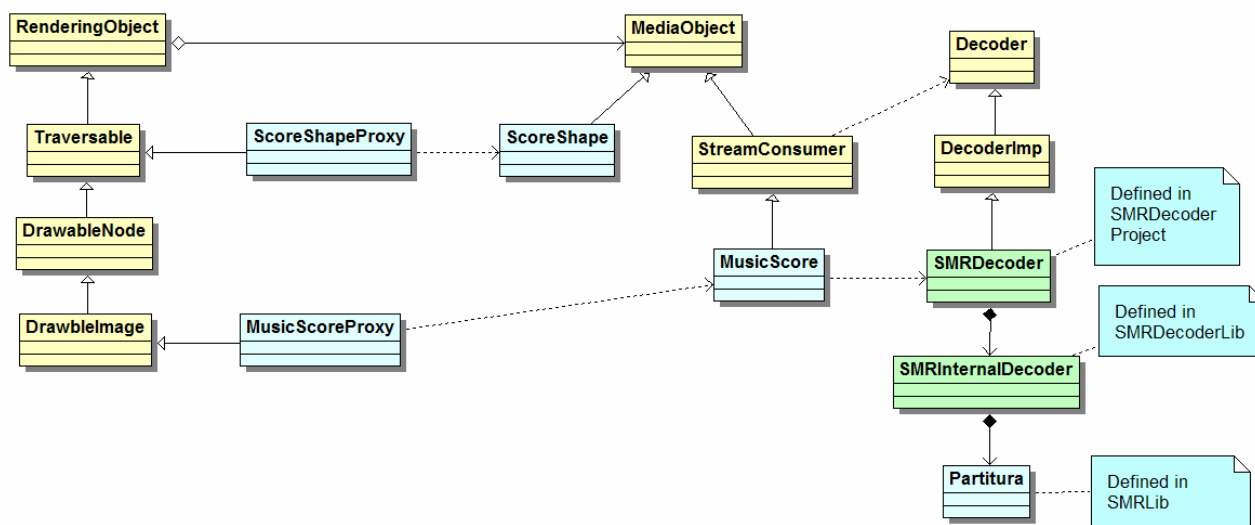 RenderingObject
MediaObject
Decoder
Traversable
ScoreShapeProxy
ScoreShape
StreamConsumer
DecoderImp
Defined in
SMRDecoder
Project
DrawableNode
MusicScore
SMRDecoder
DrawbleImage
MusicScoreProxy
Defined in
SMRDecoderLib
SMRInternalDecoder
Partitura
Defined in
SMRLib